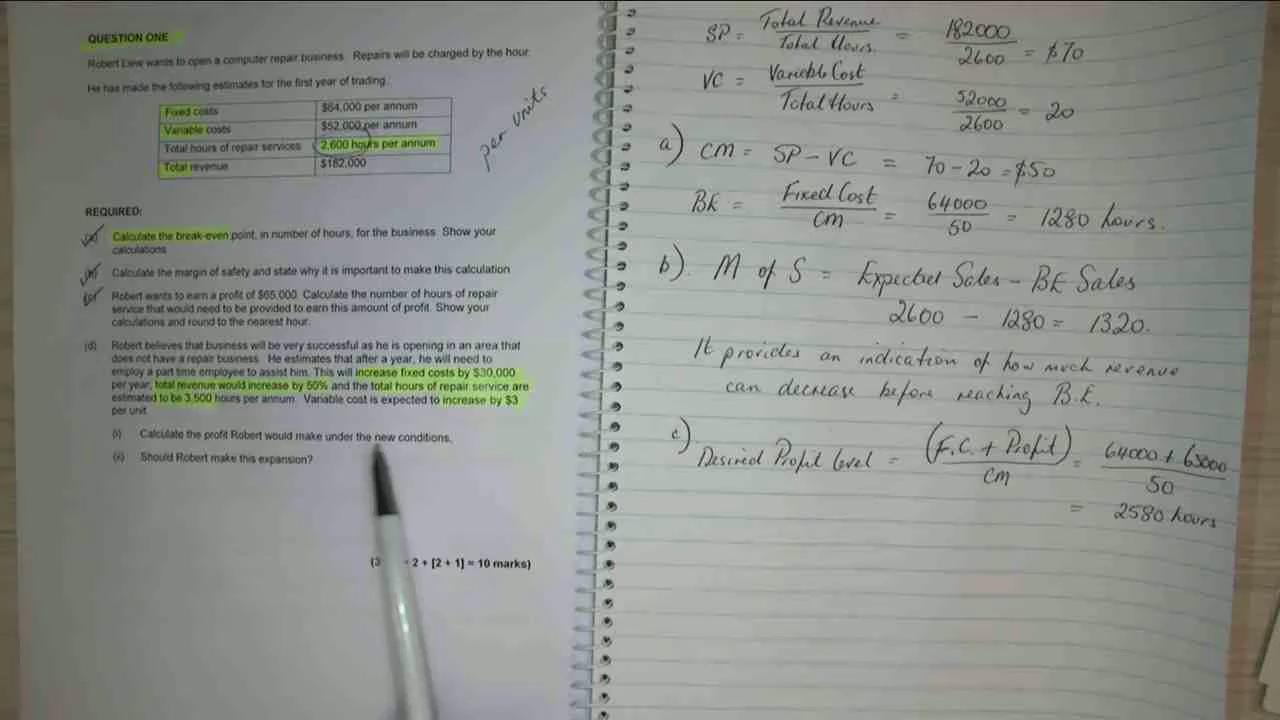 QUESTION ONE
Robert Liew wants to open a computer repair business. Repairs will be charged by the hour.
He has made the following estimates for the first year of trading.
Fixed costs $64,000 per annum
Variable costs $52,000 per annum
Total hours of repair services 2,600 hours per annum
Total revenue $182,000
per units
REQUIRED:
(a) Calculate the break-even point, in number of hours, for the business. Show your
calculations.
(b) Calculate the margin of safety and state why it is important to make this calculation
(c) Robert wants to earn a profit of $65,000. Calculate the number of hours of repair
service that would need to be provided to earn this amount of profit. Show your
calculations and round to the nearest hour.
(d) Robert believes that business will be very successful as he is opening in an area that
does not have a repair business. He estimates that after a year, he will need to
employ a part time employee to assist him. This will increase fixed costs by $30,000
per year, total revenue would increase by 50% and the total hours of repair service are
estimated to be 3,500 hours per annum. Variable cost is expected to increase by $3
per unit.
(i) Calculate the profit Robert would make under the new conditions.
(ii) Should Robert make this expansion?
(3 2 + [2 + 1] = 10 marks)
SP = Total Revenue / Total Hours = 182000 / 2600 = $70
VC = Variable Cost / Total Hours = 52000 / 2600 = 20
a) CM = SP - VC = 70 - 20 = $50
BE = Fixed Cost / CM = 64000 / 50 = 1280 hours.
b). M of S = Expected Sales - BE Sales
2600 - 1280 = 1320.
It provides an indication of how much revenue
can decrease before reaching B.E.
c) Desired Profit level = (F.C. + Profit) / CM = 64000 + 65000 / 50
= 2580 hours